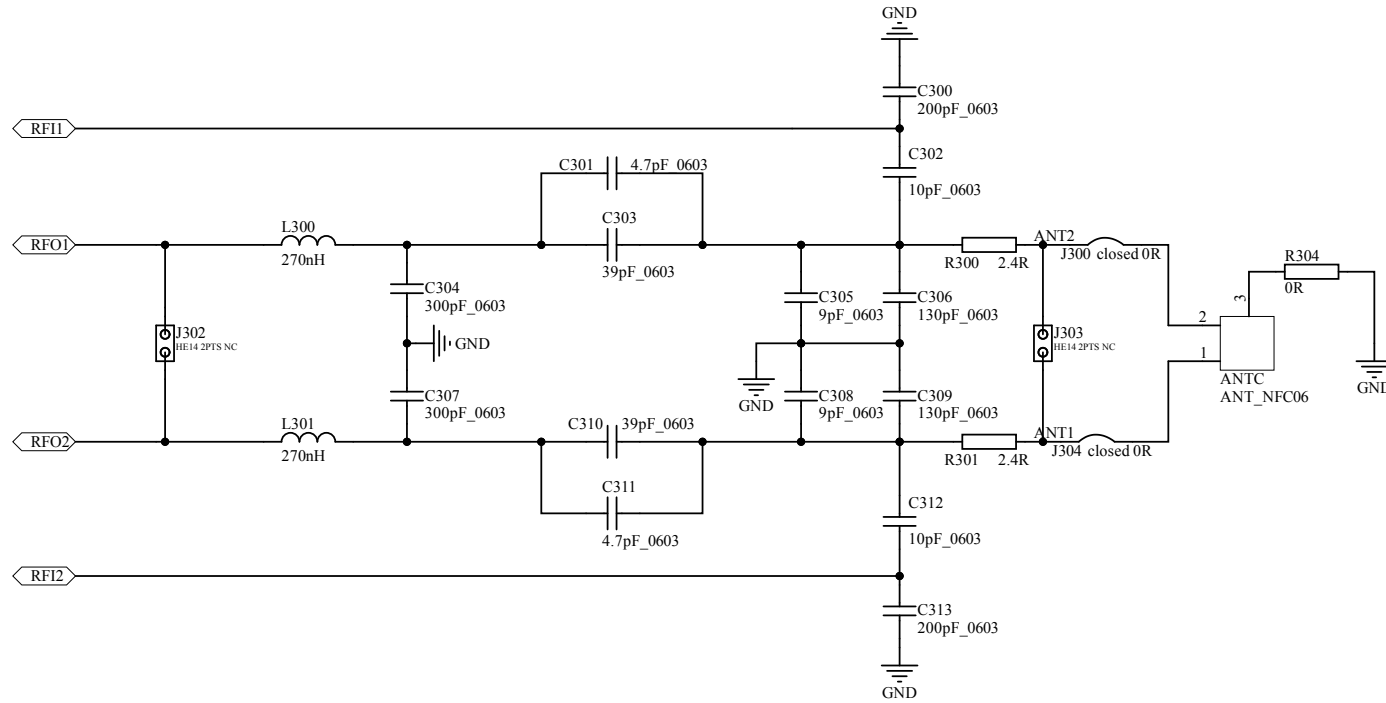 GND
C300
200pF_0603
RFI1
C302
10pF_0603
C301 4.7pF_0603
C303
39pF_0603
RFO1
L300
270nH
ANT2
R300 2.4R
J300 closed 0R
R304
0R
C304
300pF_0603
C305
9pF_0603
C306
130pF_0603
3
2
J302
HE14 2PTS NC
GND
J303
HE14 2PTS NC
1
GND
C307
300pF_0603
GND
C308
9pF_0603
C309
130pF_0603
ANTC
ANT_NFC06
RFO2
L301
270nH
C310 39pF_0603
ANT1
R301 2.4R
J304 closed 0R
C311
4.7pF_0603
C312
10pF_0603
RFI2
C313
200pF_0603
GND